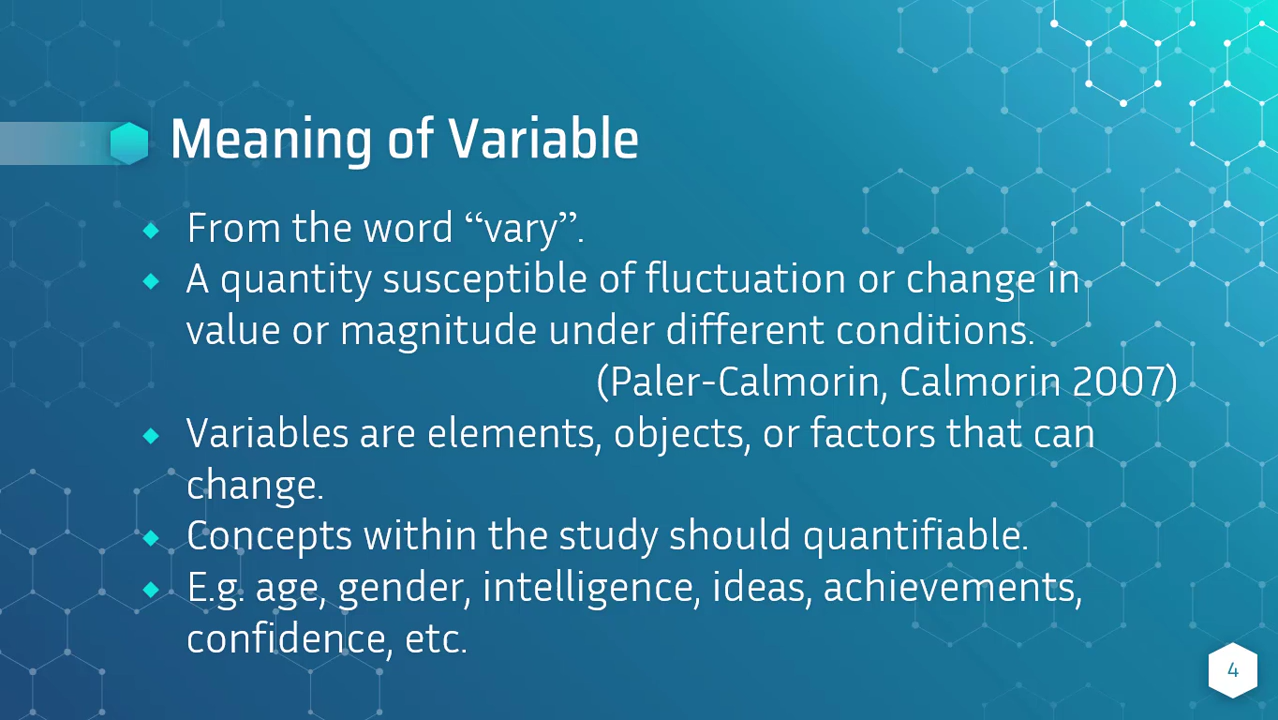 Meaning of Variable
From the word “vary”.
A quantity susceptible of fluctuation or change in
value or magnitude under different conditions.
(Paler-Calmorin, Calmorin 2007)
Variables are elements, objects, or factors that can
change.
Concepts within the study should quantifiable.
E.g. age, gender, intelligence, ideas, achievements,
confidence, etc.
4